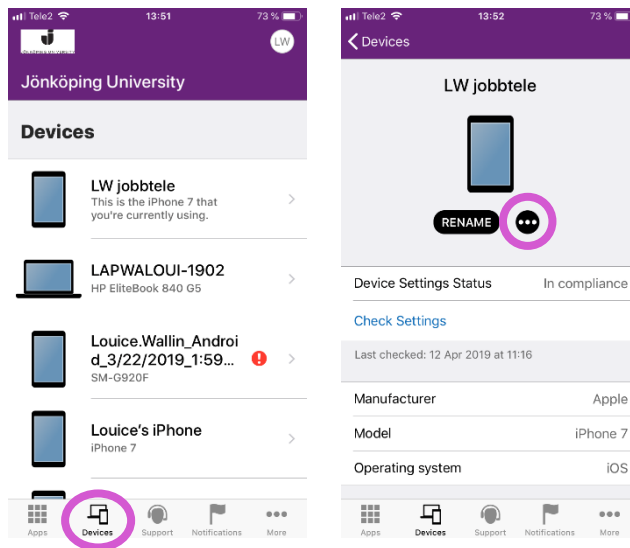 Tele2 13:51 73 %
LW
JÖNKÖPING UNIVERSITY
Jönköping University
Devices
LW jobbtele
This is the iPhone 7 that
you're currently using.
LAPWALOUI-1902
HP EliteBook 840 G5
Louice.Wallin_Androi
d_3/22/2019_1:59...
SM-G920F
Louice's iPhone
iPhone 7
Apps Devices Support Notifications More
Tele2 13:52 73 %
Devices
LW jobbtele
RENAME
Device Settings Status In compliance
Check Settings
Last checked: 12 Apr 2019 at 11:16
Manufacturer Apple
Model iPhone 7
Operating system iOS
Apps Devices Support Notifications More